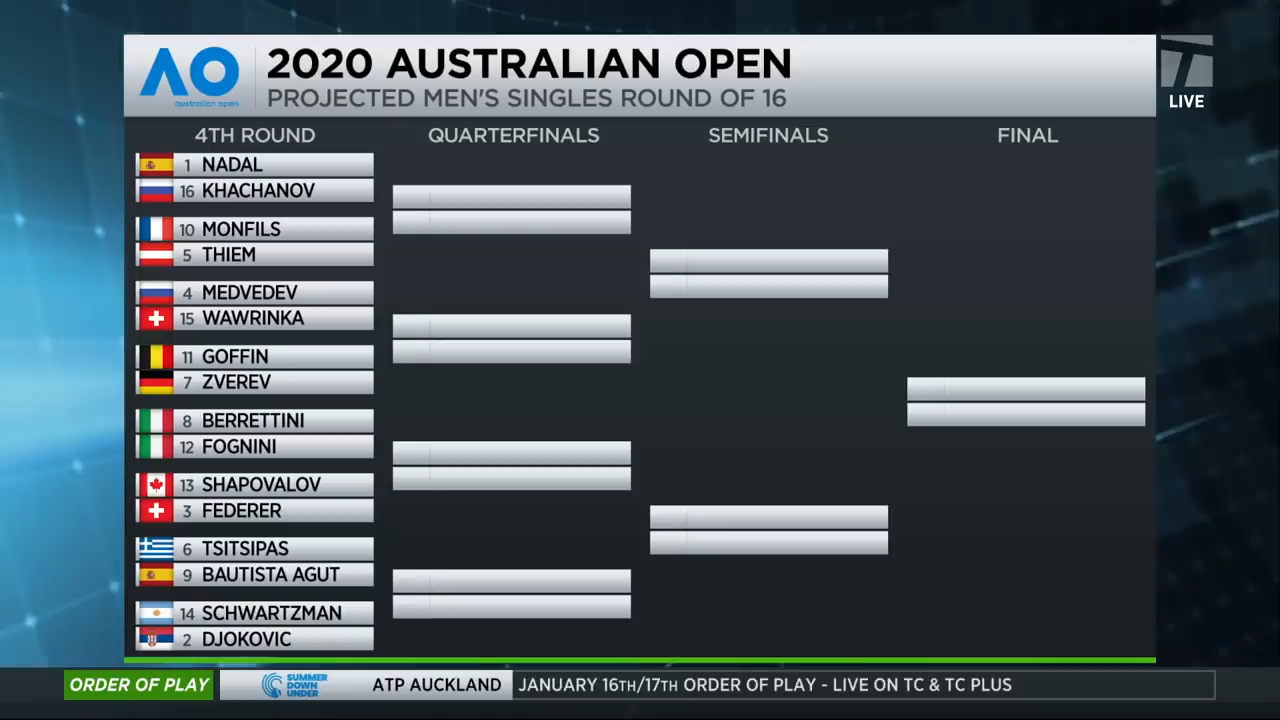 AO
australian open
2020 AUSTRALIAN OPEN
PROJECTED MEN'S SINGLES ROUND OF 16
LIVE
4TH ROUND QUARTERFINALS SEMIFINALS FINAL
1 NADAL
16 KHACHANOV
10 MONFILS
5 THIEM
4 MEDVEDEV
15 WAWRINKA
11 GOFFIN
7 ZVEREV
8 BERRETTINI
12 FOGNINI
13 SHAPOVALOV
3 FEDERER
6 TSITSIPAS
9 BAUTISTA AGUT
14 SCHWARTZMAN
2 DJOKOVIC
ORDER OF PLAY
SUMMER
DOWN
UNDER
ATP AUCKLAND
JANUARY 16TH/17TH ORDER OF PLAY - LIVE ON TC & TC PLUS